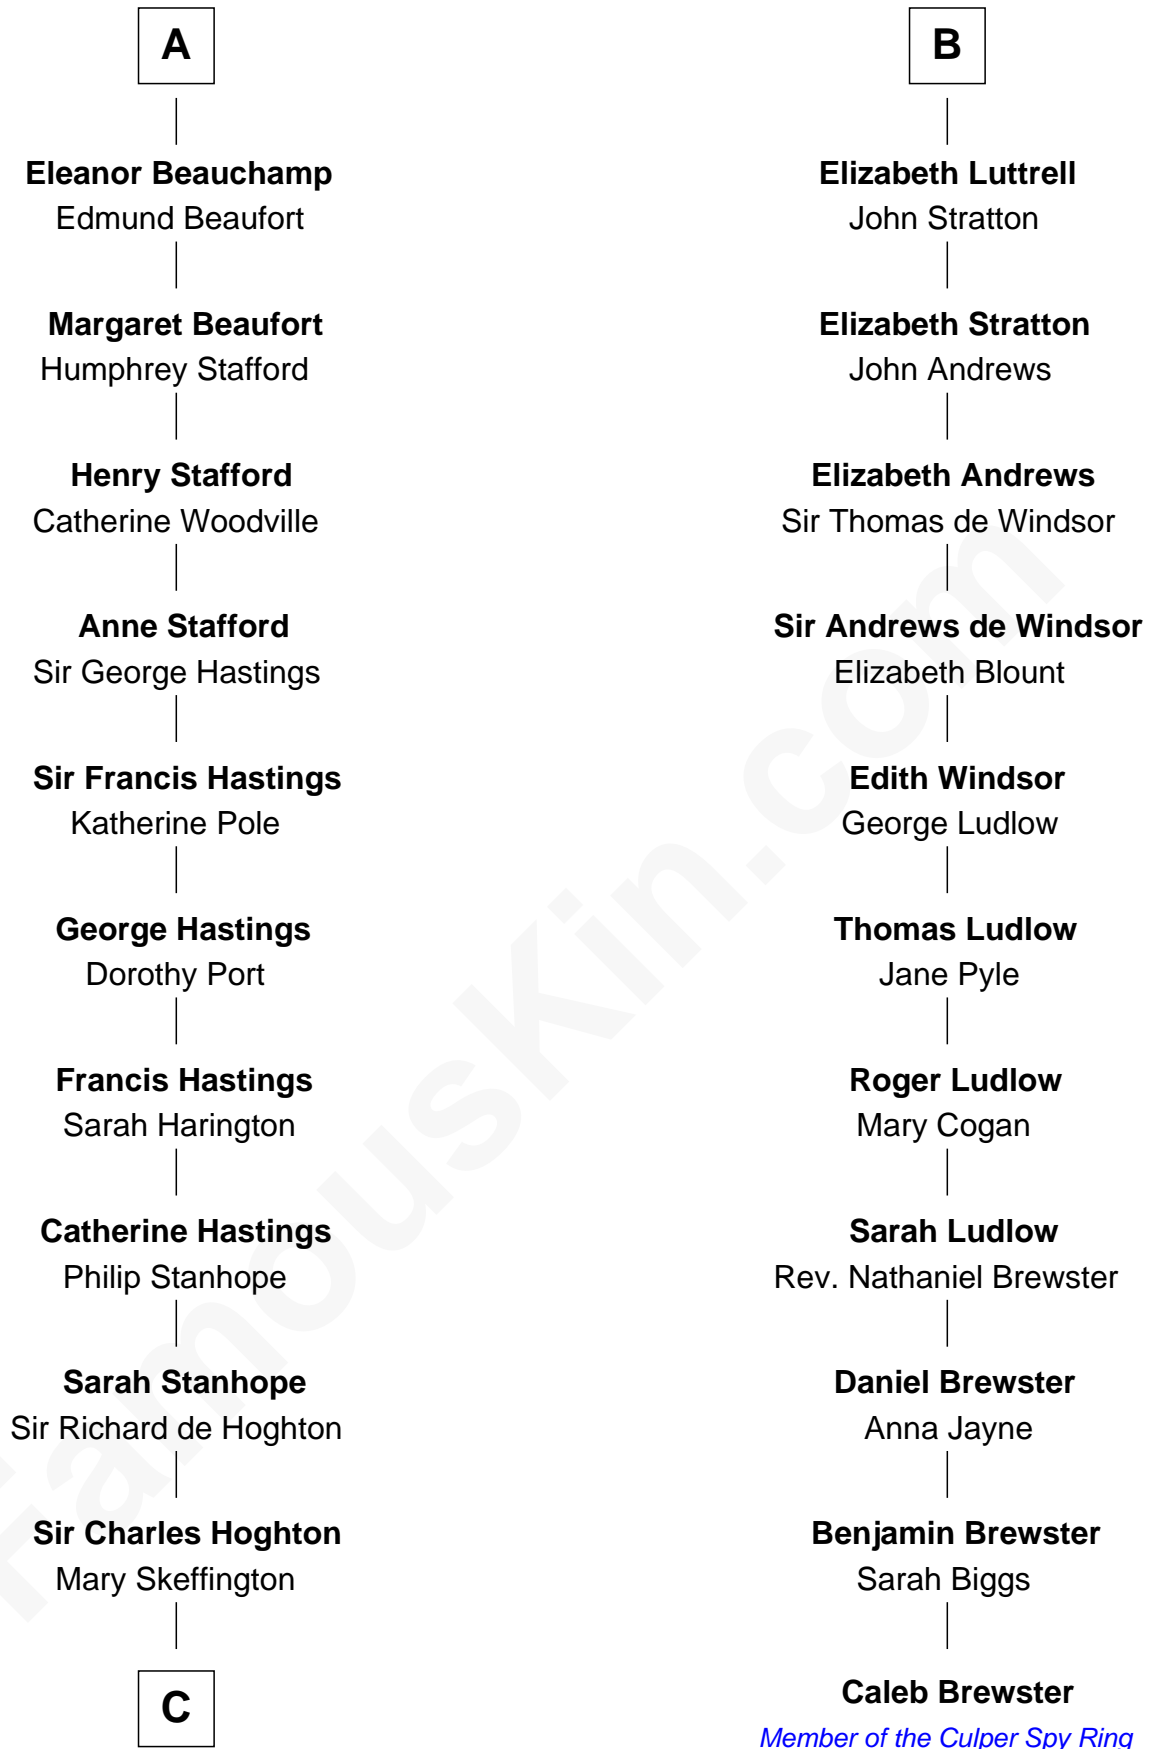 A
Eleanor Beauchamp
Edmund Beaufort
Margaret Beaufort
Humphrey Stafford
Henry Stafford
Catherine Woodville
Anne Stafford
Sir George Hastings
Sir Francis Hastings
Katherine Pole
George Hastings
Dorothy Port
Francis Hastings
Sarah Harington
Catherine Hastings
Philip Stanhope
Sarah Stanhope
Sir Richard de Hoghton
Sir Charles Hoghton
Mary Skeffington
C
B
Elizabeth Luttrell
John Stratton
Elizabeth Stratton
John Andrews
Elizabeth Andrews
Sir Thomas de Windsor
Sir Andrews de Windsor
Elizabeth Blount
Edith Windsor
George Ludlow
Thomas Ludlow
Jane Pyle
Roger Ludlow
Mary Cogan
Sarah Ludlow
Rev. Nathaniel Brewster
Daniel Brewster
Anna Jayne
Benjamin Brewster
Sarah Biggs
Caleb Brewster
Member of the Culper Spy Ring
FamousKin.com